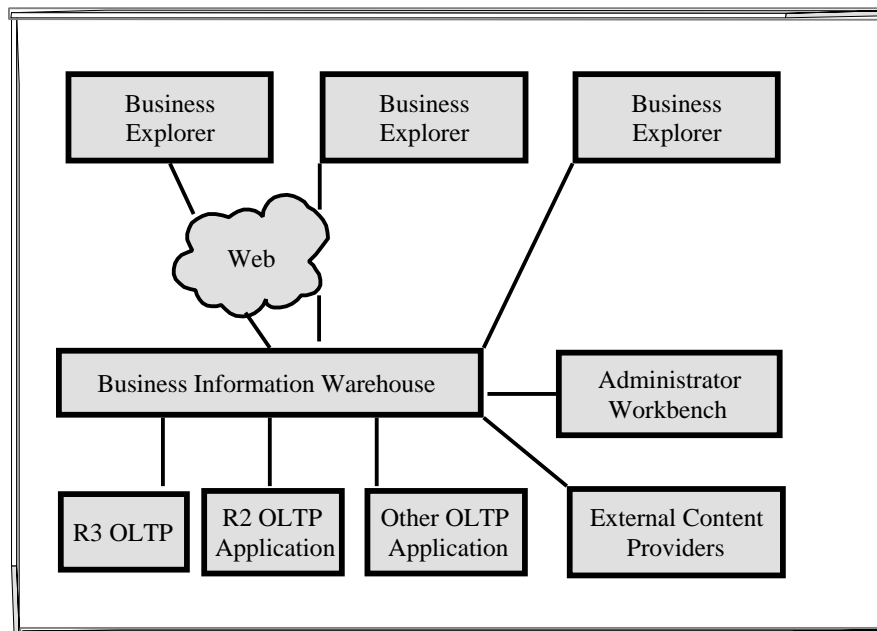 Business
Explorer
Business
Explorer
Business
Explorer
Web
Business Information Warehouse
Administrator
Workbench
R3 OLTP
R2 OLTP
Application
Other OLTP
Application
External Content
Providers